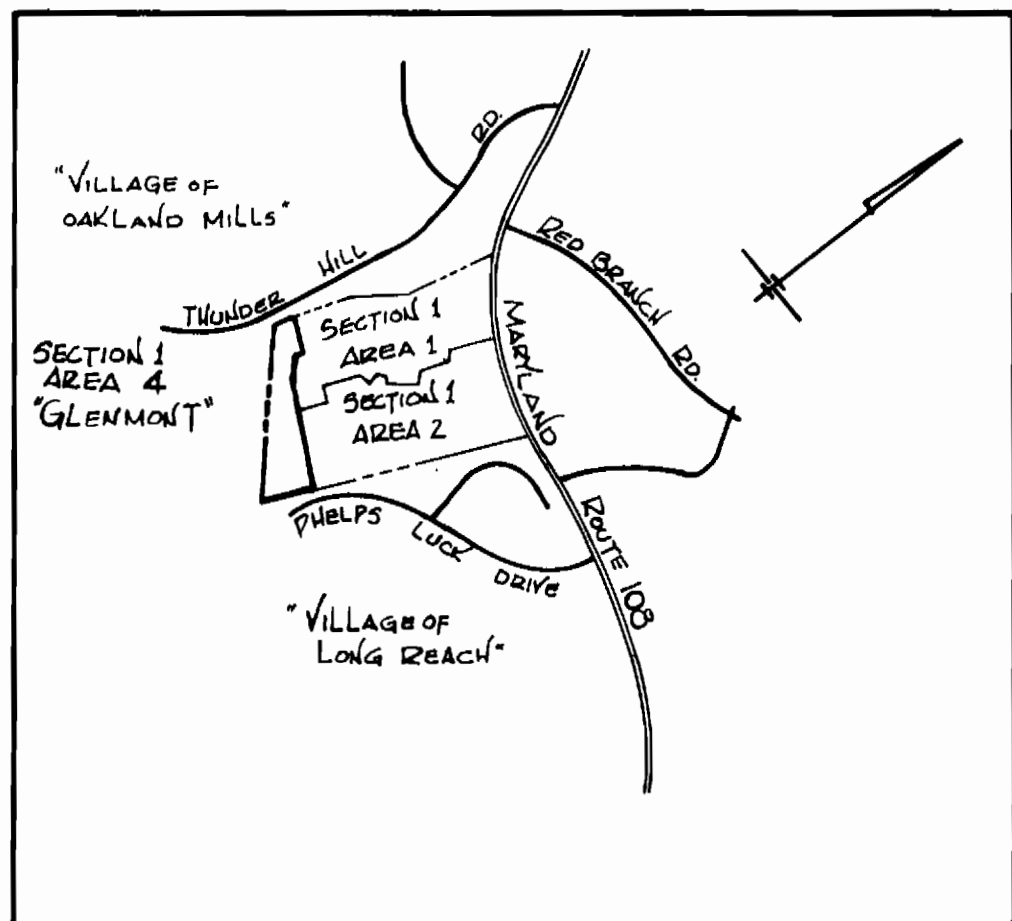 "VILLAGE OF
OAKLAND MILLS"
THUNDER HILL RD.
RED BRANCH RD.
SECTION 1
AREA 4
"GLENMONT"
SECTION 1
AREA 1
SECTION 1
AREA 2
MARYLAND ROUTE 108
PHELPS LUCK DRIVE
"VILLAGE OF
LONG REACH"